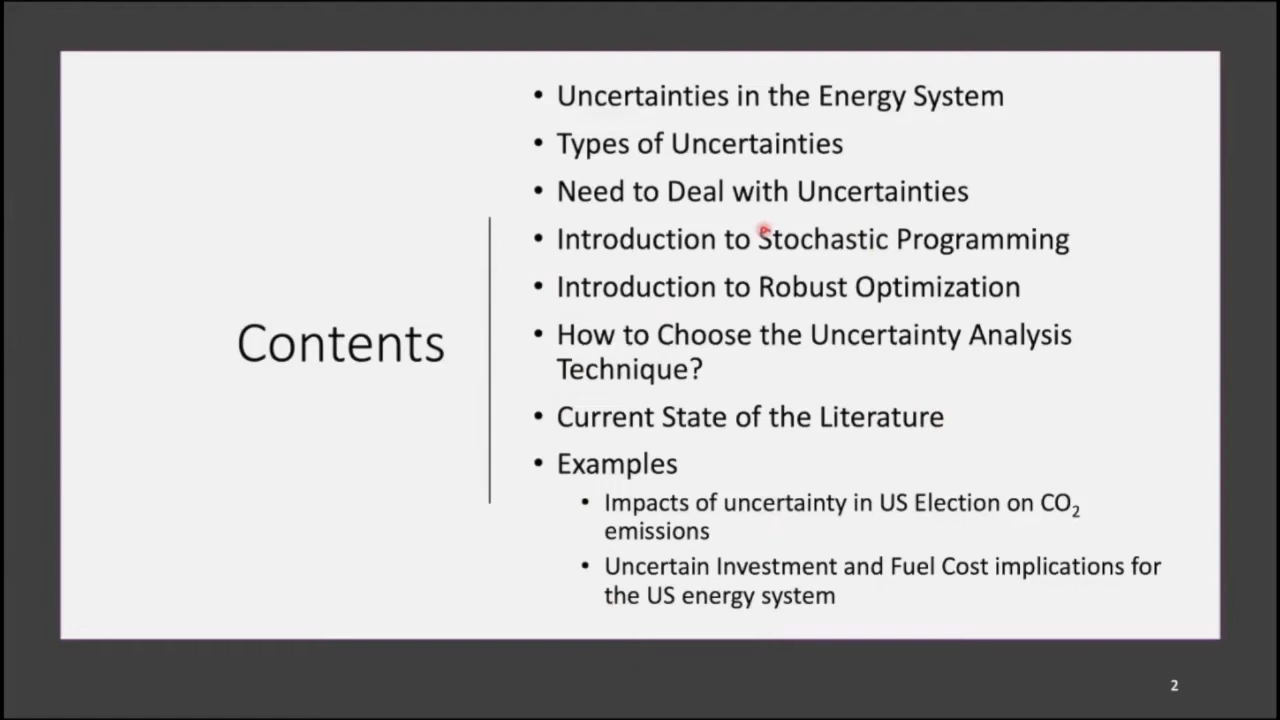 Contents
• Uncertainties in the Energy System
• Types of Uncertainties
• Need to Deal with Uncertainties
• Introduction to Stochastic Programming
• Introduction to Robust Optimization
• How to Choose the Uncertainty Analysis
Technique?
• Current State of the Literature
• Examples
• Impacts of uncertainty in US Election on CO₂
emissions
• Uncertain Investment and Fuel Cost implications for
the US energy system
2